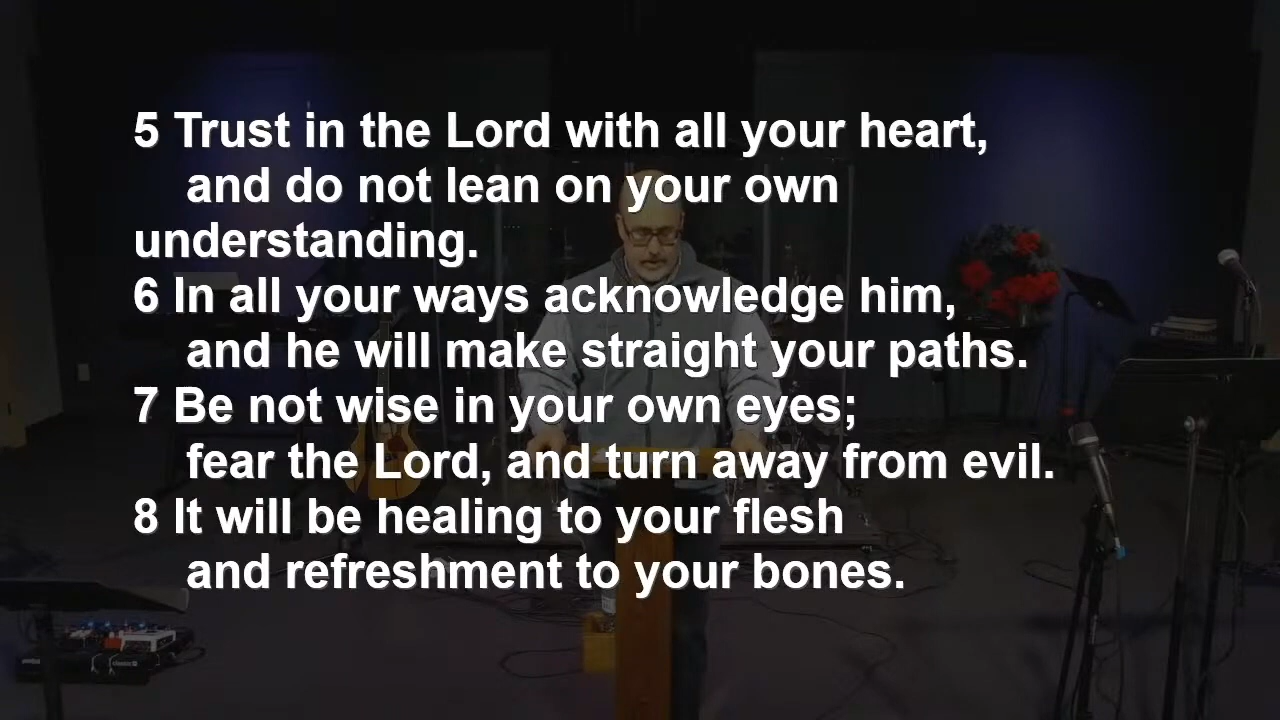 5 Trust in the Lord with all your heart,
and do not lean on your own
understanding.
6 In all your ways acknowledge him,
and he will make straight your paths.
7 Be not wise in your own eyes;
fear the Lord, and turn away from evil.
8 It will be healing to your flesh
and refreshment to your bones.